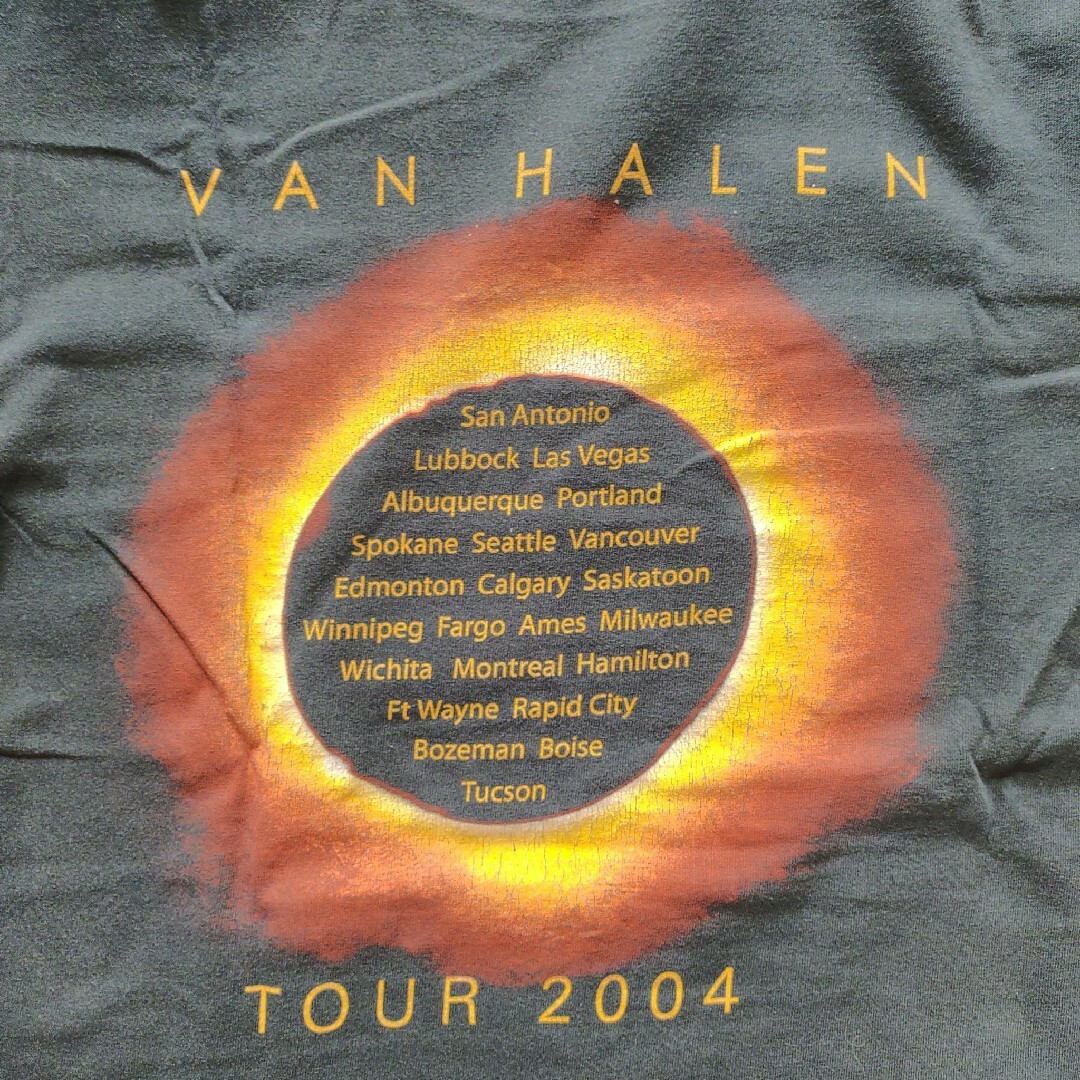 VAN HALEN
San Antonio
Lubbock Las Vegas
Albuquerque Portland
Spokane Seattle Vancouver
Edmonton Calgary Saskatoon
Winnipeg Fargo Ames Milwaukee
Wichita Montreal Hamilton
Ft Wayne Rapid City
Bozeman Boise
Tucson
TOUR 2004